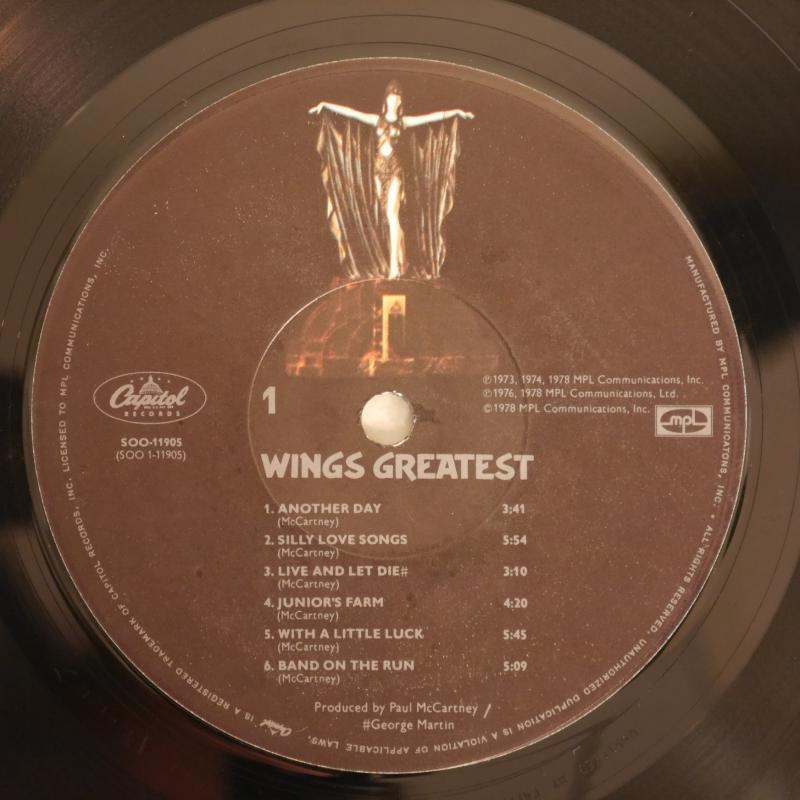 Capitol
RECORDS
SOO-11905
(SOO 1-11905)
1
℗1973, 1974, 1978 MPL Communications, Inc.
℗1976, 1978 MPL Communications, Ltd.
©1978 MPL Communications, Inc.
mpl
WINGS GREATEST
1. ANOTHER DAY 3:41
(McCartney)
2. SILLY LOVE SONGS 5:54
(McCartney)
3. LIVE AND LET DIE# 3:10
(McCartney)
4. JUNIOR'S FARM 4:20
(McCartney)
5. WITH A LITTLE LUCK 5:45
(McCartney)
6. BAND ON THE RUN 5:09
(McCartney)
Produced by Paul McCartney /
#George Martin
MANUFACTURED BY MPL COMMUNICATONS, INC. • ALL RIGHTS RESERVED. UNAUTHORIZED DUPLICATION IS A VIOLATION OF APPLICABLE LAWS.
Capitol IS A REGISTERED TRADEMARK OF CAPITOL RECORDS, INC. LICENSED TO MPL COMMUNICATIONS, INC.